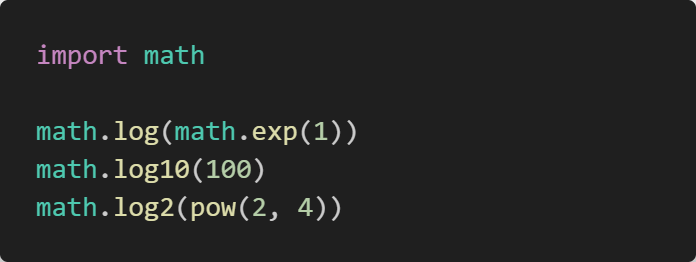 import math
math.log(math.exp(1))
math.log10(100)
math.log2(pow(2, 4))